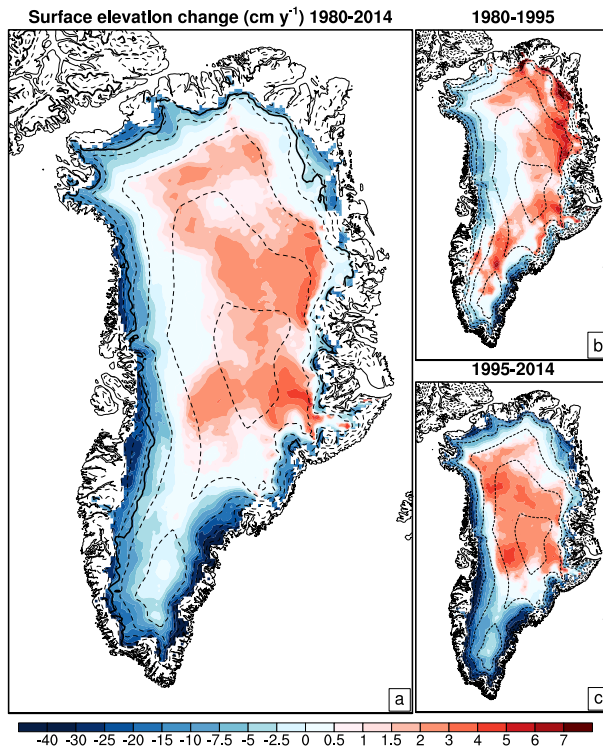 Surface elevation change (cm y⁻¹) 1980-2014
1980-1995
b
1995-2014
a
c
-40 -30 -25 -20 -15 -10 -7.5 -5 -2.5 0 0.5 1 1.5 2 3 4 5 6 7